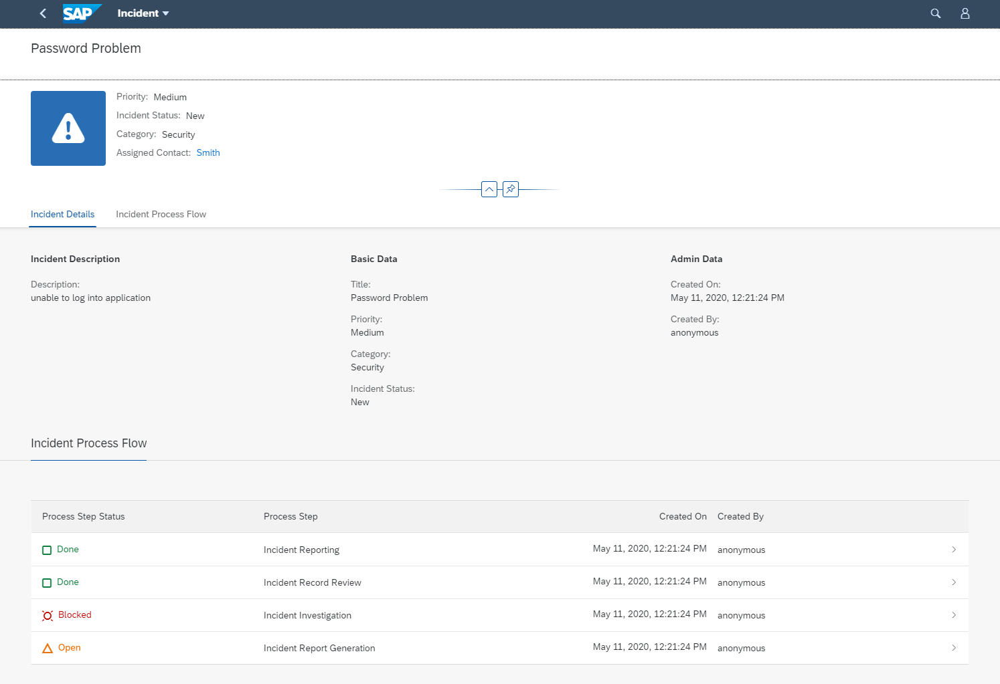 SAP Incident
Password Problem
Priority: Medium
Incident Status: New
Category: Security
Assigned Contact: Smith
Incident Details Incident Process Flow
Incident Description
Description:
unable to log into application
Basic Data
Title:
Password Problem
Priority:
Medium
Category:
Security
Incident Status:
New
Admin Data
Created On:
May 11, 2020, 12:21:24 PM
Created By:
anonymous
Incident Process Flow
Process Step Status Process Step Created On Created By
Done Incident Reporting May 11, 2020, 12:21:24 PM anonymous
Done Incident Record Review May 11, 2020, 12:21:24 PM anonymous
Blocked Incident Investigation May 11, 2020, 12:21:24 PM anonymous
Open Incident Report Generation May 11, 2020, 12:21:24 PM anonymous